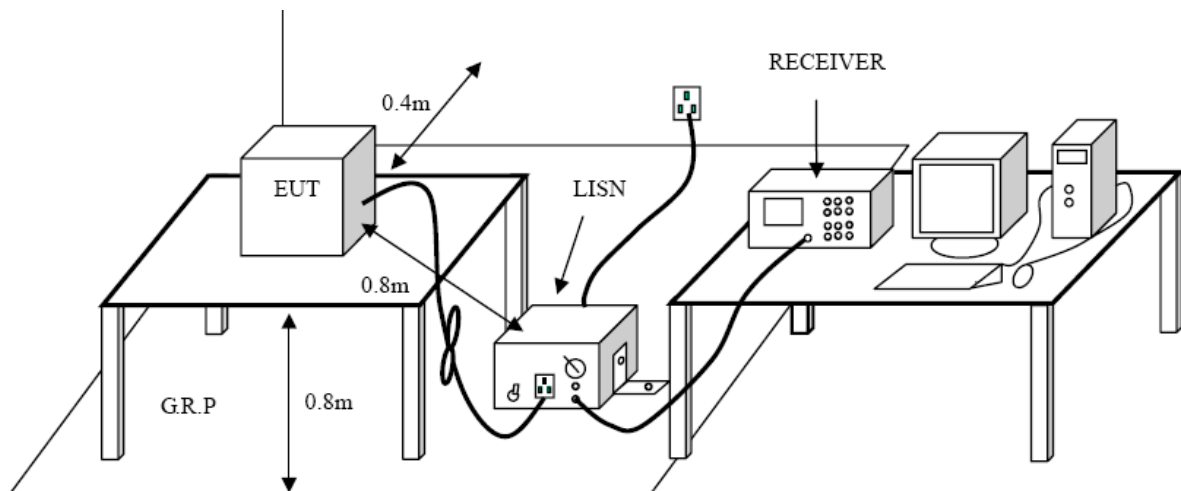 RECEIVER
0.4m
EUT
LISN
0.8m
G.R.P
0.8m